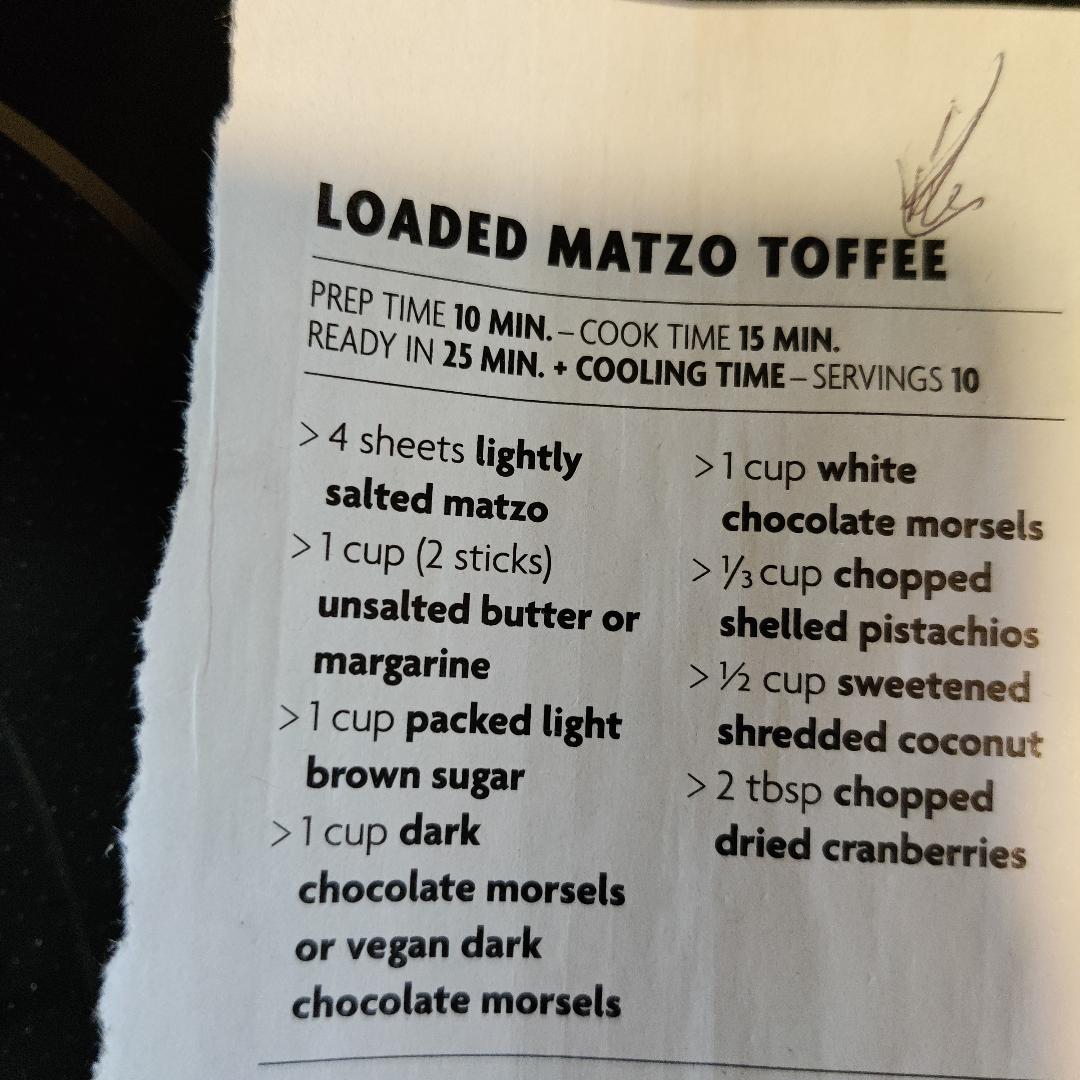 LOADED MATZO TOFFEE
PREP TIME 10 MIN. – COOK TIME 15 MIN.
READY IN 25 MIN. + COOLING TIME – SERVINGS 10
> 4 sheets lightly
salted matzo
> 1 cup (2 sticks)
unsalted butter or
margarine
> 1 cup packed light
brown sugar
> 1 cup dark
chocolate morsels
or vegan dark
chocolate morsels
> 1 cup white
chocolate morsels
> ⅓ cup chopped
shelled pistachios
> ½ cup sweetened
shredded coconut
> 2 tbsp chopped
dried cranberries